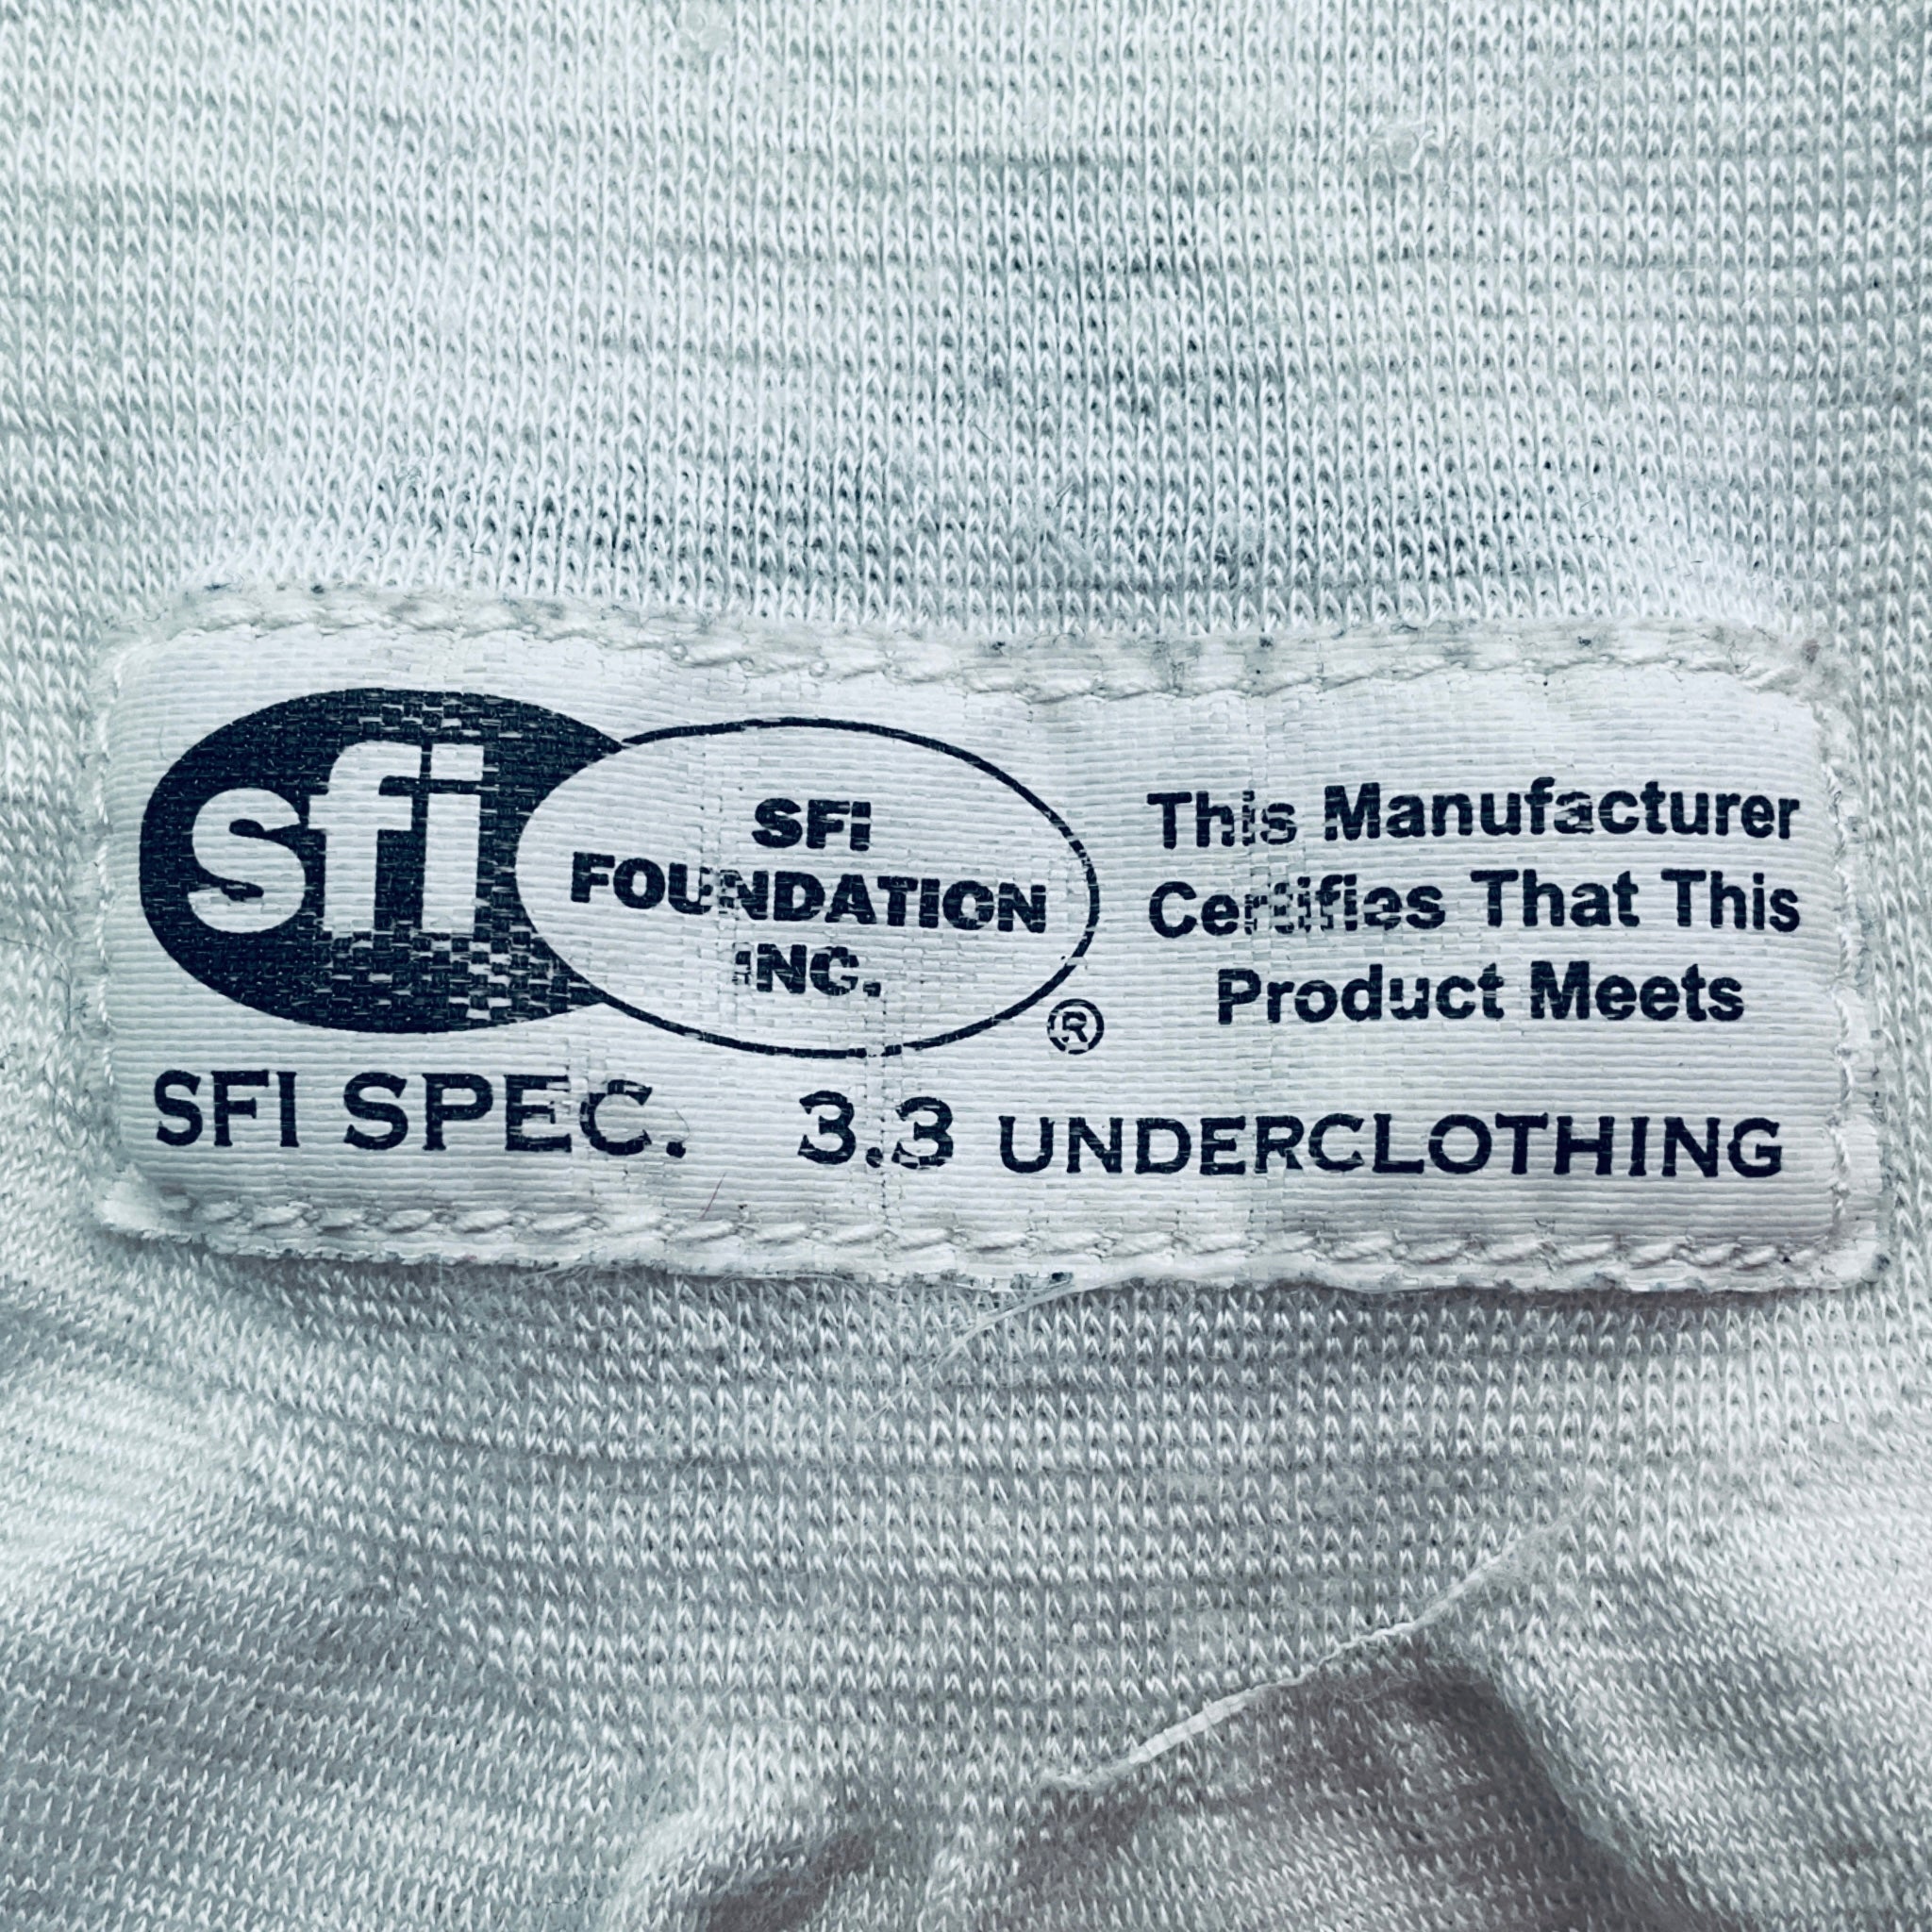 sfi
SFI
FOUNDATION
INC.
®
This Manufacturer
Certifies That This
Product Meets
SFI SPEC. 3.3 UNDERCLOTHING